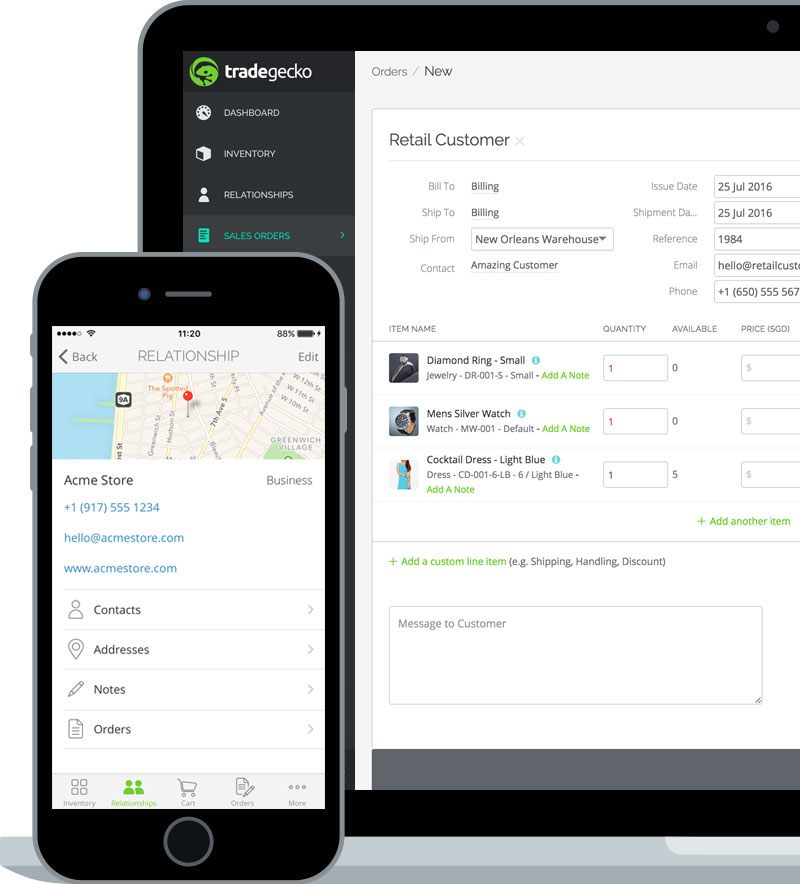 tradegecko
DASHBOARD
INVENTORY
RELATIONSHIPS
SALES ORDERS
Orders / New
Retail Customer
Bill To Billing Issue Date 25 Jul 2016
Ship To Billing Shipment Da... 25 Jul 2016
Ship From New Orleans Warehouse Reference 1984
Contact Amazing Customer Email hello@retailcusto
Phone +1 (650) 555 567
ITEM NAME QUANTITY AVAILABLE PRICE (SGD)
Diamond Ring - Small 1 0 $
Jewelry - DR-001-S - Small - Add A Note
Mens Silver Watch 1 0 $
Watch - MW-001 - Default - Add A Note
Cocktail Dress - Light Blue 1 5 $
Dress - CD-001-6-LB - 6 / Light Blue -
Add A Note
+ Add another item
+ Add a custom line item (e.g. Shipping, Handling, Discount)
Message to Customer
11:20 88%
Back RELATIONSHIP Edit
The Spotted
Pig
9A
Greenwich St
Hudson St
7th Ave S
W 12th St
W 11th St
W 10th St
GREENWICH
VILLAGE
Acme Store Business
+1 (917) 555 1234
hello@acmestore.com
www.acmestore.com
Contacts
Addresses
Notes
Orders
Inventory Relationships Cart Orders More